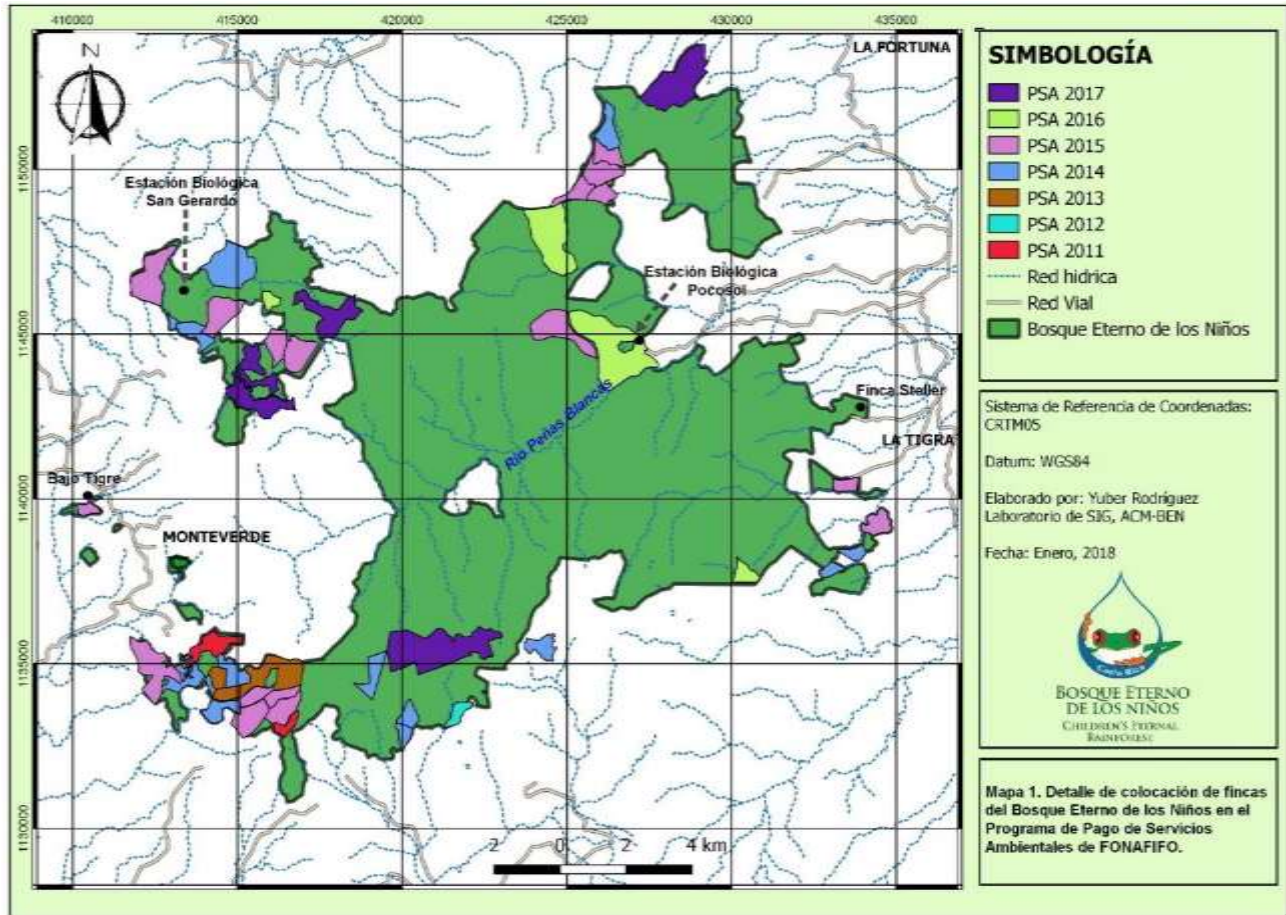 410000 415000 420000 425000 430000 435000
1150000
1145000
1140000
1135000
1130000
N
LA FORTUNA
Estación Biológica
San Gerardo
Estación Biológica
Pocosol
Río Peñas Blancas
Finca Steller
LA TIGRA
Bajo Tigre
MONTEVERDE
2 0 2 4 km
SIMBOLOGÍA
PSA 2017
PSA 2016
PSA 2015
PSA 2014
PSA 2013
PSA 2012
PSA 2011
Red hídrica
Red Vial
Bosque Eterno de los Niños
Sistema de Referencia de Coordenadas:
CRTM05
Datum: WGS84
Elaborado por: Yuber Rodríguez
Laboratorio de SIG, ACM-BEN
Fecha: Enero, 2018
Costa Rica
BOSQUE ETERNO
DE LOS NIÑOS
CHILDREN'S ETERNAL
RAINFOREST
Mapa 1. Detalle de colocación de fincas
del Bosque Eterno de los Niños en el
Programa de Pago de Servicios
Ambientales de FONAFIFO.